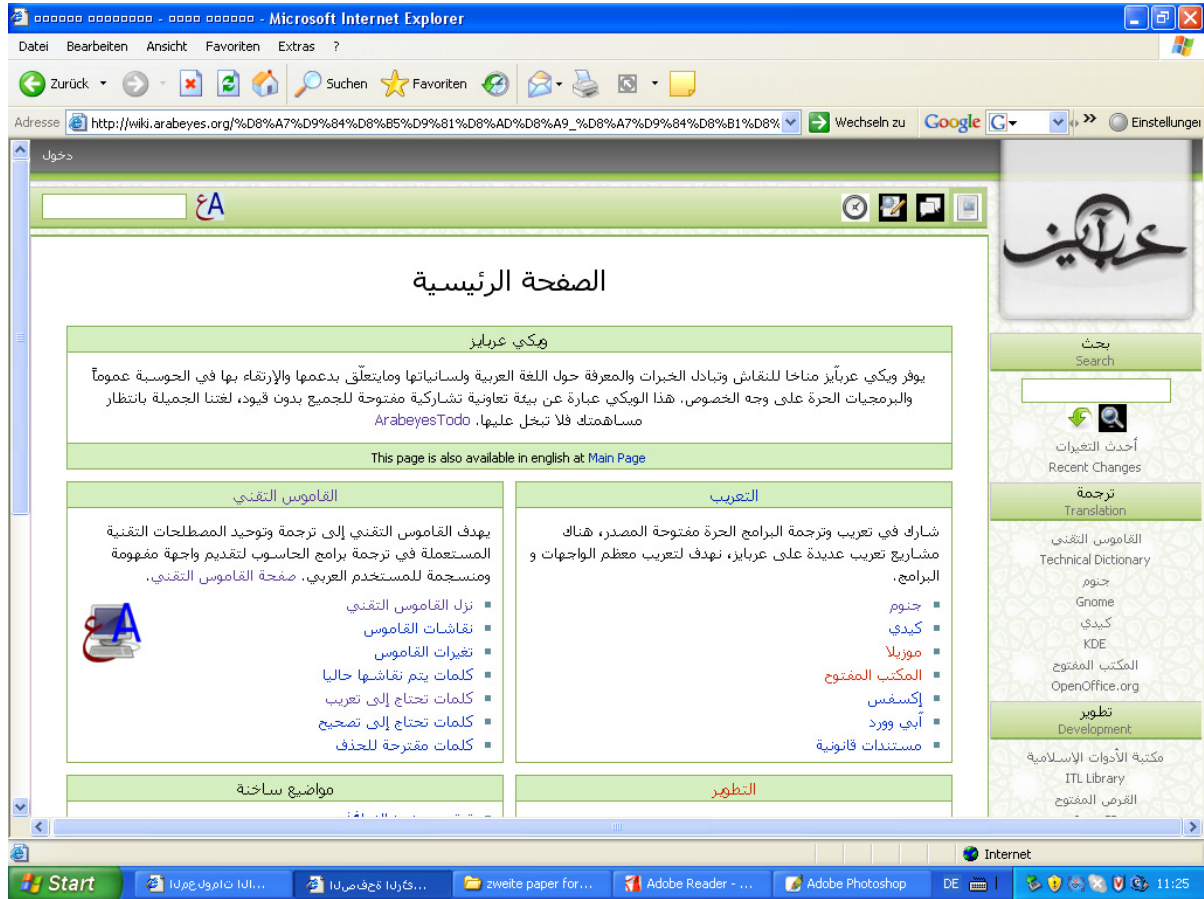 Microsoft Internet Explorer
Datei Bearbeiten Ansicht Favoriten Extras ?
Zurück Suchen Favoriten
Adresse http://wiki.arabeyes.org/%D8%A7%D9%84%D8%B5%D9%81%D8%AD%D8%A9_%D8%A7%D9%84%D8%B1%D8% Wechseln zu Google G Einstellungen
دخول
عA
عرآبايز
الصفحة الرئيسية
ويكي عربايز
يوفر ويكي عرباَيز مناخا للنقاش وتبادل الخبرات والمعرفة حول اللغة العربية ولسانياتها ومايتعلّق بدعمها والإرتقاء بها في الحوسبة عموماً
والبرمجيات الحرة على وجه الخصوص. هذا الويكي عبارة عن بيئة تعاونية تشاركية مفتوحة للجميع بدون قيود، لغتنا الجميلة بانتظار
مساهمتك فلا تبخل عليها. ArabeyesTodo
This page is also available in english at Main Page
التعريب
شارك في تعريب وترجمة البرامج الحرة مفتوحة المصدر، هناك
مشاريع تعريب عديدة على عربايز، نهدف لتعريب معظم الواجهات و
البرامج.
جنوم
كيدي
موزيلا
المكتب المفتوح
إكسفس
آبي وورد
مستندات قانونية
القاموس التقني
يهدف القاموس التقني إلى ترجمة وتوحيد المصطلحات التقنية
المستعملة في ترجمة برامج الحاسوب لتقديم واجهة مفهومة
ومنسجمة للمستخدم العربي. صفحة القاموس التقني.
نزل القاموس التقني
نقاشات القاموس
تغيرات القاموس
كلمات يتم نقاشها حاليا
كلمات تحتاج إلى تعريب
كلمات تحتاج إلى تصحيح
كلمات مقترحة للحذف
عA
التطوير
مواضيع ساخنة
بحث
Search
أحدث التغيرات
Recent Changes
ترجمة
Translation
القاموس التقني
Technical Dictionary
جنوم
Gnome
كيدي
KDE
المكتب المفتوح
OpenOffice.org
تطوير
Development
مكتبة الأدوات الإسلامية
ITL Library
القرص المفتوح
Internet
Start zweite paper for... Adobe Reader - ... Adobe Photoshop DE 11:25